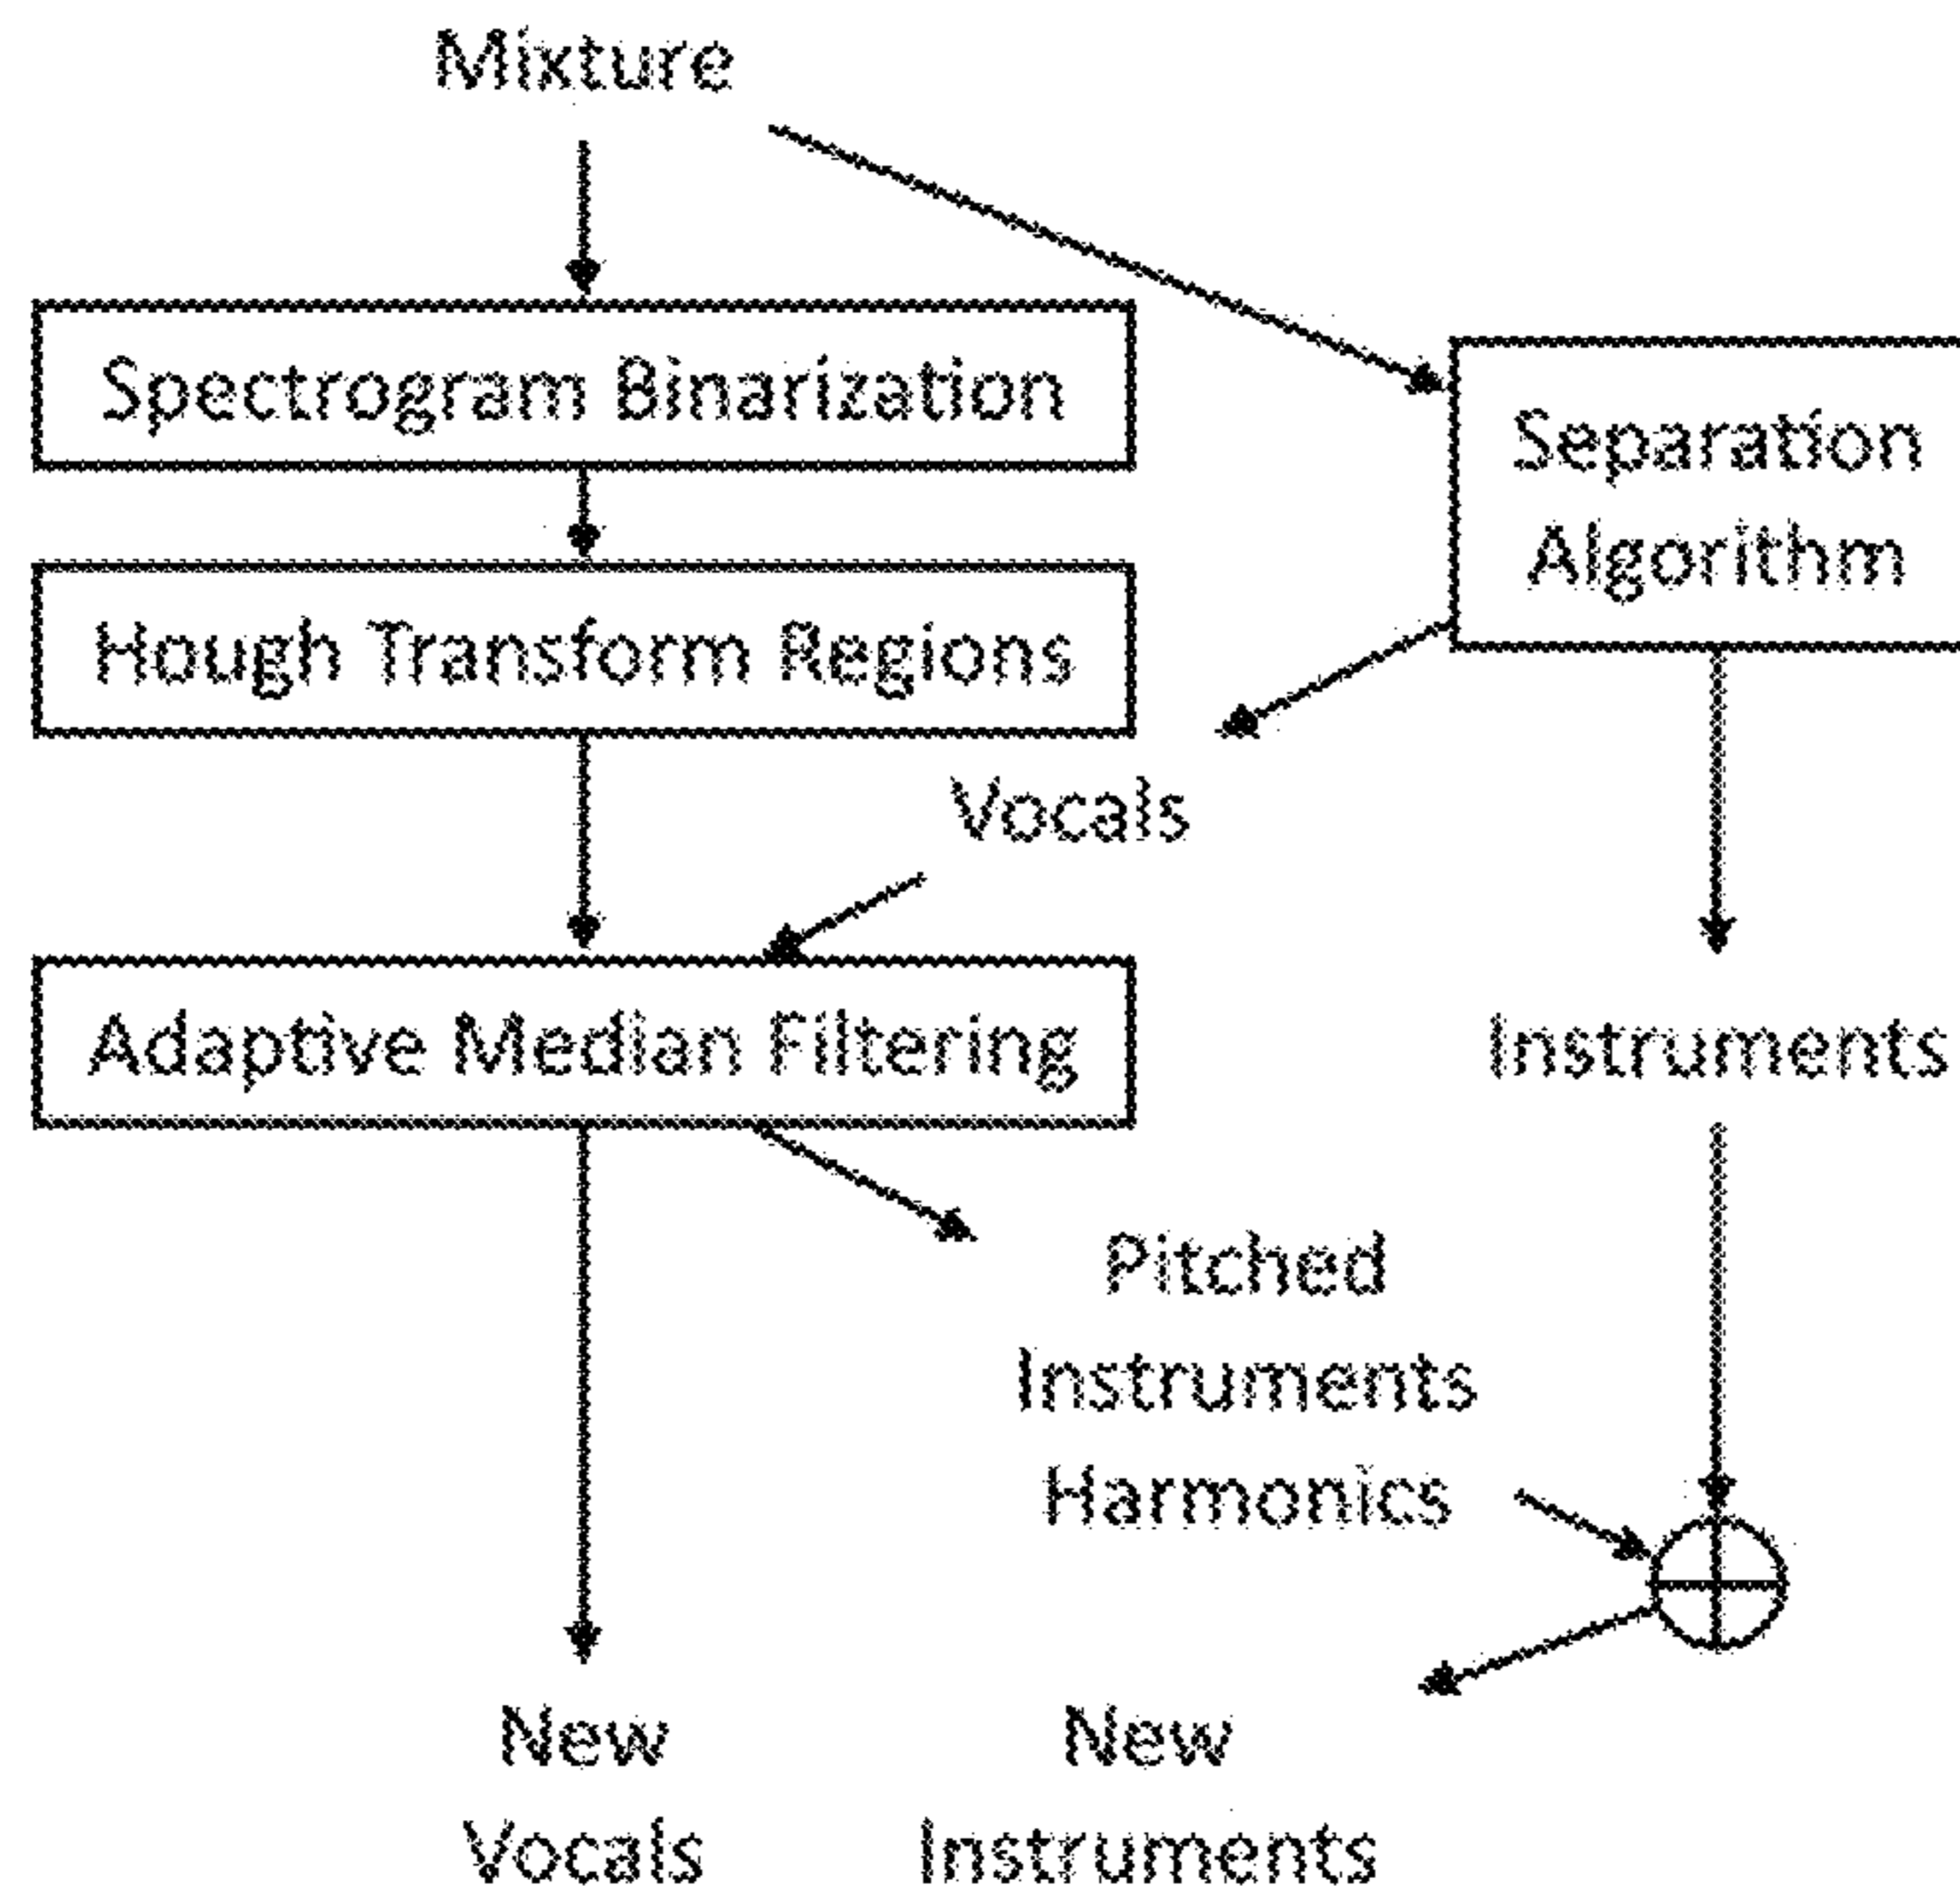 Mixture
Spectrogram Binarization
Separation
Algorithm
Hough Transform Regions
Vocals
Adaptive Median Filtering
Instruments
Pitched
Instruments
Harmonics
New
Vocals
New
Instruments